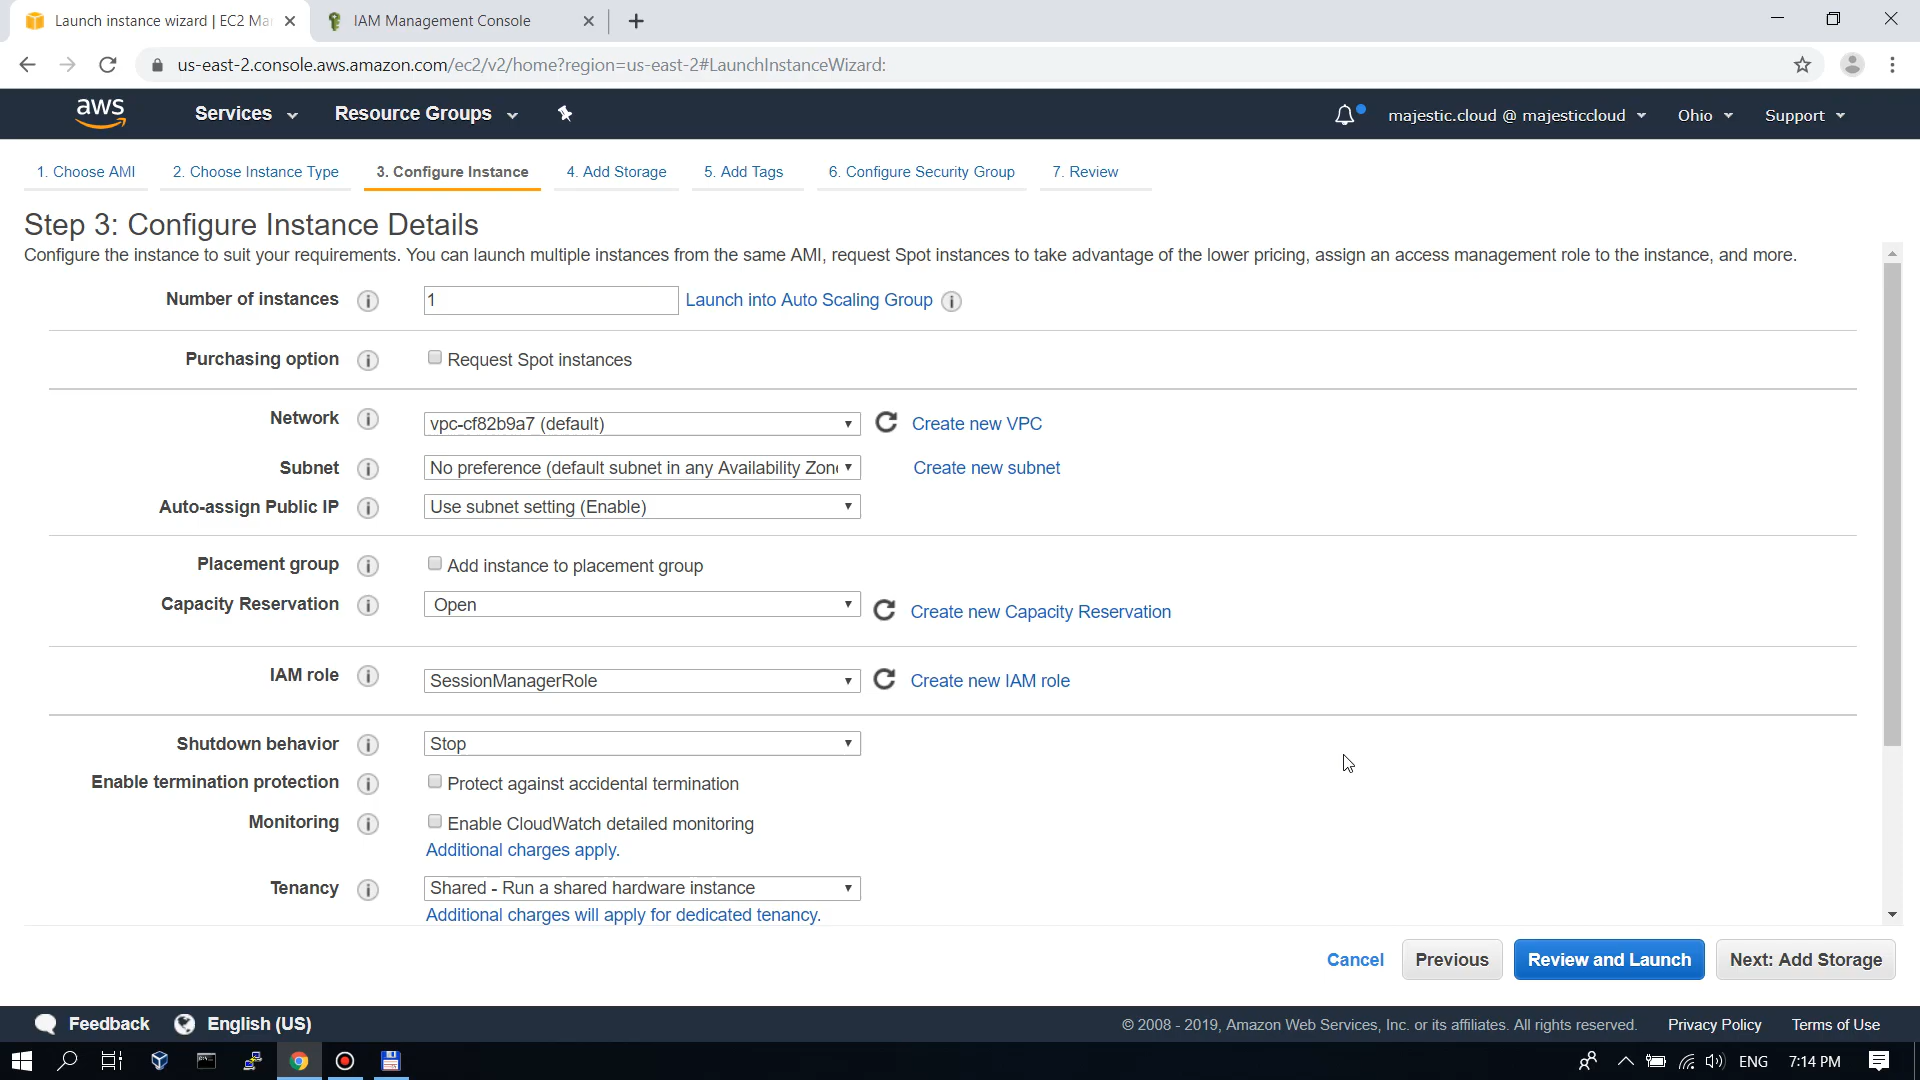 Launch instance wizard | EC2 Mar
IAM Management Console
us-east-2.console.aws.amazon.com/ec2/v2/home?region=us-east-2#LaunchInstanceWizard:
aws
Services
Resource Groups
majestic.cloud @ majesticcloud
Ohio
Support
1. Choose AMI
2. Choose Instance Type
3. Configure Instance
4. Add Storage
5. Add Tags
6. Configure Security Group
7. Review
Step 3: Configure Instance Details
Configure the instance to suit your requirements. You can launch multiple instances from the same AMI, request Spot instances to take advantage of the lower pricing, assign an access management role to the instance, and more.
Number of instances
1
Launch into Auto Scaling Group
Purchasing option
Request Spot instances
Network
vpc-cf82b9a7 (default)
Create new VPC
Subnet
No preference (default subnet in any Availability Zon
Create new subnet
Auto-assign Public IP
Use subnet setting (Enable)
Placement group
Add instance to placement group
Capacity Reservation
Open
Create new Capacity Reservation
IAM role
SessionManagerRole
Create new IAM role
Shutdown behavior
Stop
Enable termination protection
Protect against accidental termination
Monitoring
Enable CloudWatch detailed monitoring
Additional charges apply.
Tenancy
Shared - Run a shared hardware instance
Additional charges will apply for dedicated tenancy.
Cancel
Previous
Review and Launch
Next: Add Storage
Feedback
English (US)
© 2008 - 2019, Amazon Web Services, Inc. or its affiliates. All rights reserved.
Privacy Policy
Terms of Use
ENG
7:14 PM